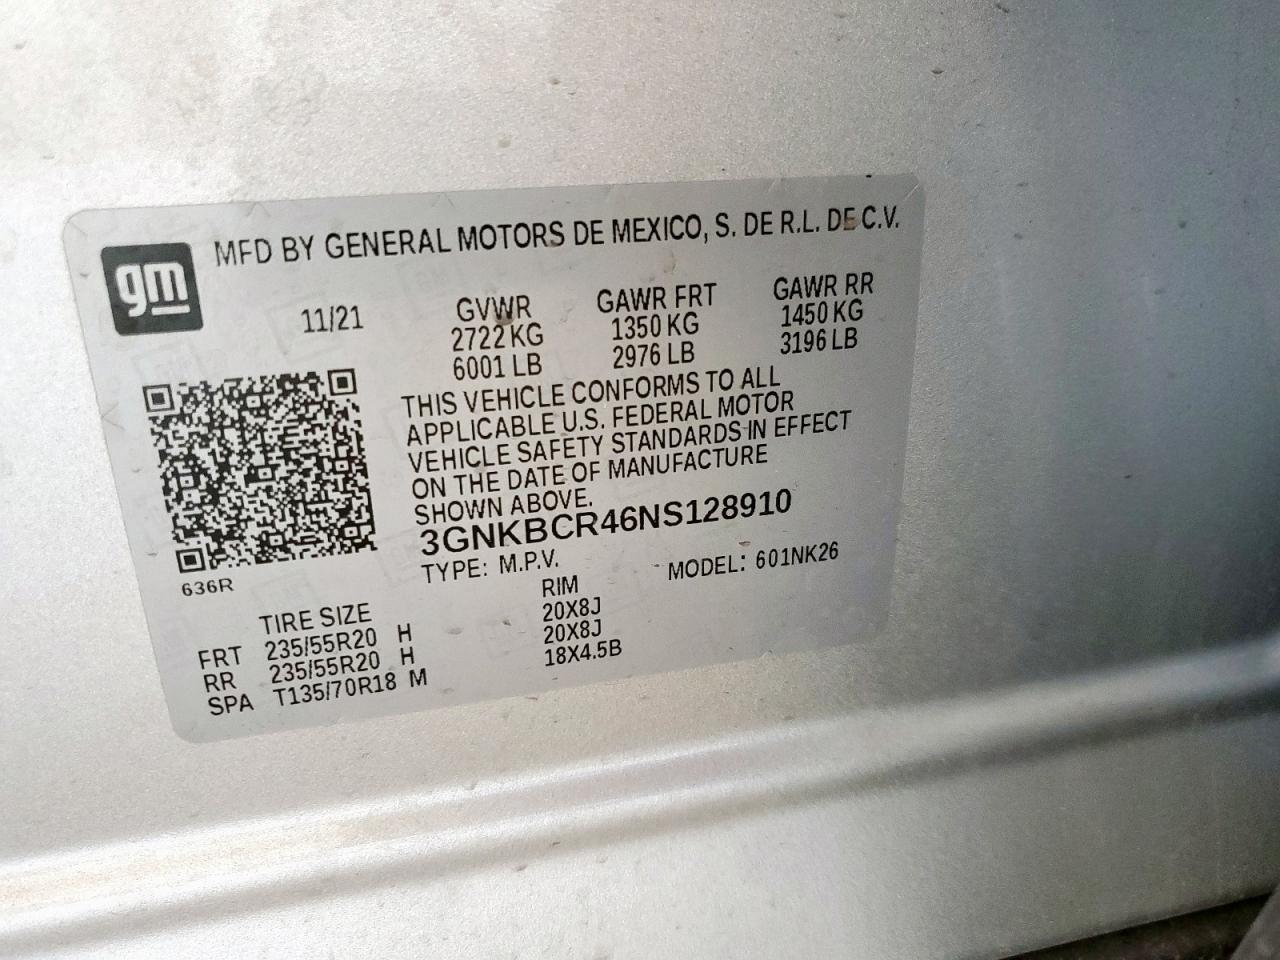 gm
MFD BY GENERAL MOTORS DE MEXICO, S. DE R.L. DE C.V.
11/21
GVWR
2722 KG
6001 LB
GAWR FRT
1350 KG
2976 LB
GAWR RR
1450 KG
3196 LB
THIS VEHICLE CONFORMS TO ALL
APPLICABLE U.S. FEDERAL MOTOR
VEHICLE SAFETY STANDARDS IN EFFECT
ON THE DATE OF MANUFACTURE
SHOWN ABOVE.
3GNKBCR46NS128910
TYPE: M.P.V. MODEL: 601NK26
636R
TIRE SIZE RIM
FRT 235/55R20 H 20X8J
RR 235/55R20 H 20X8J
SPA T135/70R18 M 18X4.5B